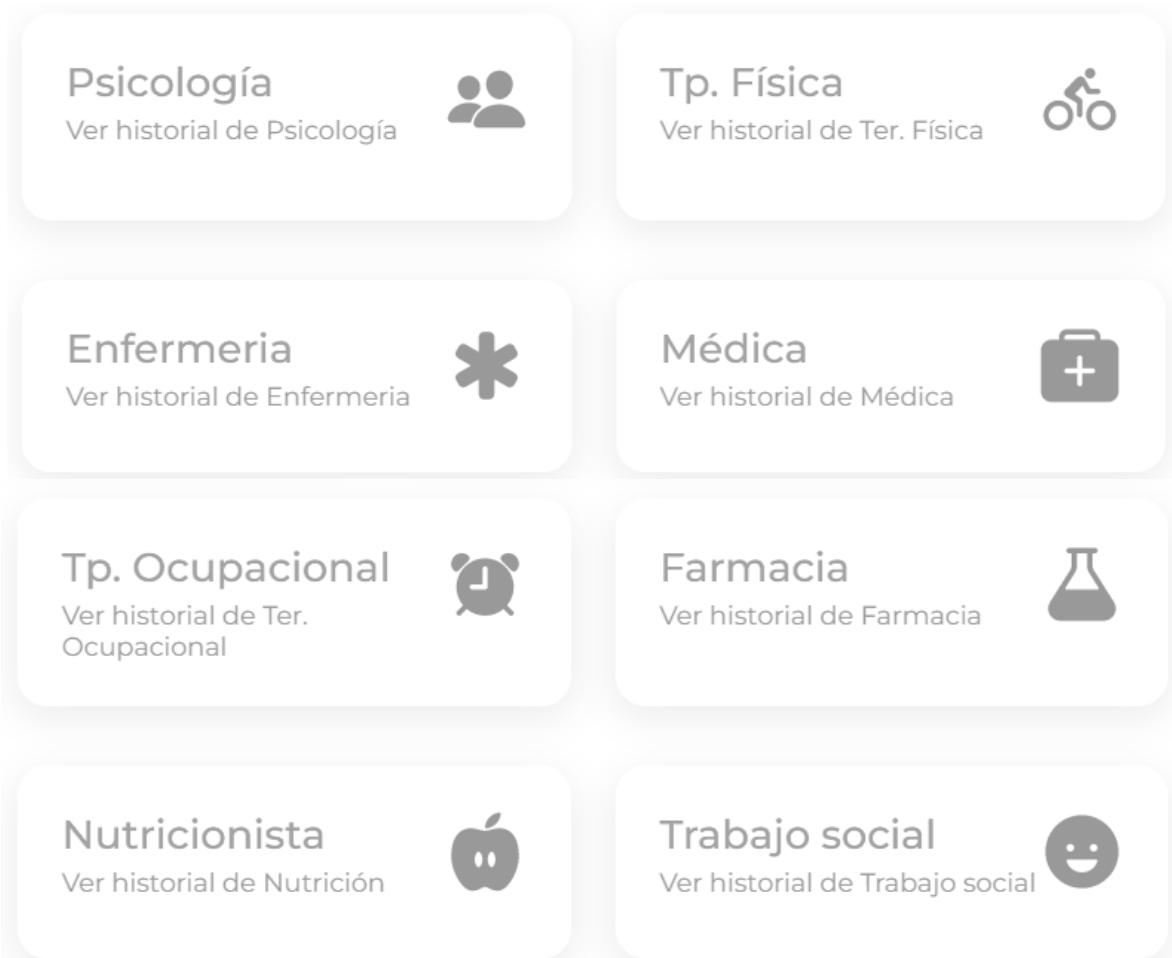 Psicología
Ver historial de Psicología
Tp. Física
Ver historial de Ter. Física
Enfermeria
Ver historial de Enfermeria
Médica
Ver historial de Médica
Tp. Ocupacional
Ver historial de Ter.
Ocupacional
Farmacia
Ver historial de Farmacia
Nutricionista
Ver historial de Nutrición
Trabajo social
Ver historial de Trabajo social